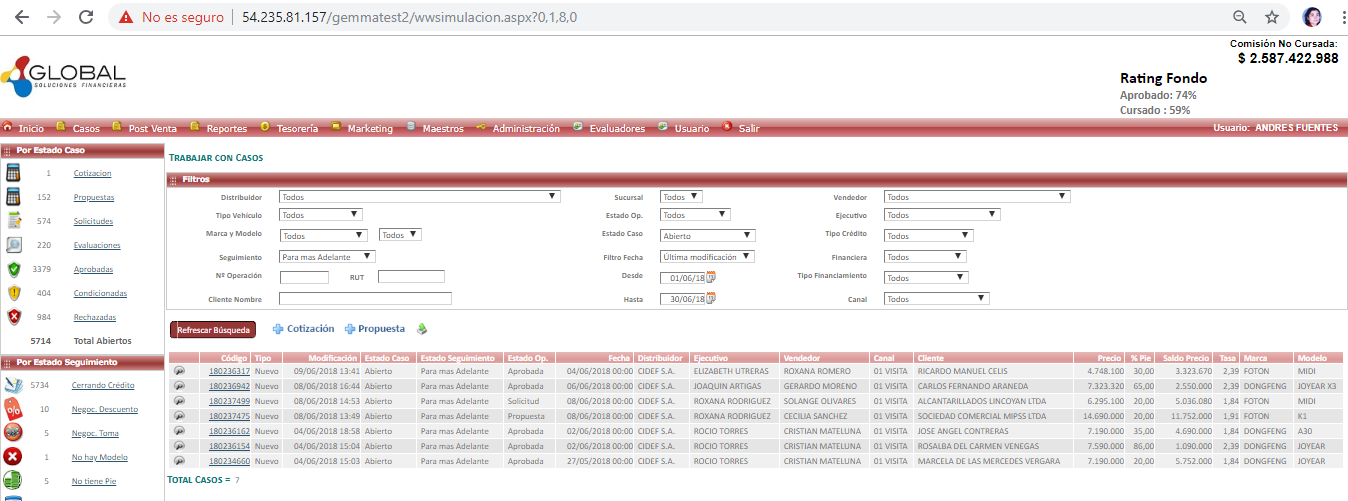 No es seguro | 54.235.81.157/gemmatest2/wwsimulacion.aspx?0,1,8,0
Comisión No Cursada:
$ 2.587.422.988
GLOBAL
SOLUCIONES FINANCIERAS
Rating Fondo
Aprobado: 74%
Cursado : 59%
Inicio Casos Post Venta Reportes Tesorería Marketing Maestros Administración Evaluadores Usuario Salir Usuario: ANDRES FUENTES
Por Estado Caso
1 Cotizacion
152 Propuestas
574 Solicitudes
220 Evaluaciones
3379 Aprobadas
404 Condicionadas
984 Rechazadas
5714 Total Abiertos
Por Estado Seguimiento
5734 Cerrando Crédito
10 Negoc. Descuento
5 Negoc. Toma
1 No hay Modelo
5 No tiene Pie
TRABAJAR CON CASOS
Filtros
Distribuidor Todos Sucursal Todos Vendedor Todos
Tipo Vehículo Todos Estado Op. Todos Ejecutivo Todos
Marca y Modelo Todos Todos Estado Caso Abierto Tipo Crédito Todos
Seguimiento Para mas Adelante Filtro Fecha Última modificación Financiera Todos
Nº Operación RUT Desde 01/06/18 Tipo Financiamiento Todos
Cliente Nombre Hasta 30/06/18 Canal Todos
Refrescar Búsqueda Cotización Propuesta
Código Tipo Modificación Estado Caso Estado Seguimiento Estado Op. Fecha Distribuidor Ejecutivo Vendedor Canal Cliente Precio % Pie Saldo Precio Tasa Marca Modelo
180236317 Nuevo 09/06/2018 13:41 Abierto Para mas Adelante Aprobada 04/06/2018 00:00 CIDEF S.A. ELIZABETH UTRERAS ROXANA ROMERO 01 VISITA RICARDO MANUEL CELIS 4.748.100 30,00 3.323.670 2,39 FOTON MIDI
180236942 Nuevo 08/06/2018 16:44 Abierto Para mas Adelante Aprobada 06/06/2018 00:00 CIDEF S.A. JOAQUIN ARTIGAS GERARDO MORENO 01 VISITA CARLOS FERNANDO ARANEDA 7.323.320 65,00 2.550.000 2,39 DONGFENG JOYEAR X3
180237499 Nuevo 08/06/2018 14:53 Abierto Para mas Adelante Solicitud 08/06/2018 00:00 CIDEF S.A. ROXANA RODRIGUEZ SOLANGE OLIVARES 01 VISITA ALCANTARILLADOS LINCOYAN LTDA 6.295.100 20,00 5.036.080 1,84 FOTON MIDI
180237475 Nuevo 08/06/2018 13:49 Abierto Para mas Adelante Propuesta 08/06/2018 00:00 CIDEF S.A. ROXANA RODRIGUEZ CECILIA SANCHEZ 01 VISITA SOCIEDAD COMERCIAL MIPSS LTDA 14.690.000 20,00 11.752.000 1,91 FOTON K1
180236162 Nuevo 04/06/2018 18:58 Abierto Para mas Adelante Aprobada 02/06/2018 00:00 CIDEF S.A. ROCIO TORRES CRISTIAN MATELUNA 01 VISITA JOSE ANGEL CONTRERAS 7.190.000 35,00 4.690.000 1,84 DONGFENG A30
180236154 Nuevo 04/06/2018 15:04 Abierto Para mas Adelante Aprobada 02/06/2018 00:00 CIDEF S.A. ROCIO TORRES CRISTIAN MATELUNA 01 VISITA ROSALBA DEL CARMEN VENEGAS 7.590.000 86,00 1.090.000 2,39 DONGFENG JOYEAR
180234660 Nuevo 04/06/2018 15:03 Abierto Para mas Adelante Aprobada 27/05/2018 00:00 CIDEF S.A. ROCIO TORRES CRISTIAN MATELUNA 01 VISITA MARCELA DE LAS MERCEDES VERGARA 7.190.000 20,00 5.752.000 1,84 DONGFENG JOYEAR
TOTAL CASOS = 7